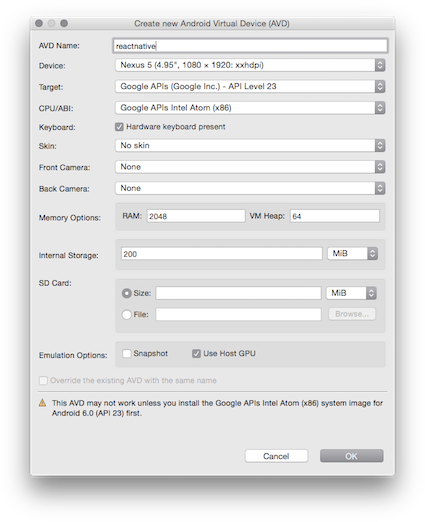 Create new Android Virtual Device (AVD)
AVD Name: reactnative
Device: Nexus 5 (4.95", 1080 × 1920: xxhdpi)
Target: Google APIs (Google Inc.) - API Level 23
CPU/ABI: Google APIs Intel Atom (x86)
Keyboard: Hardware keyboard present
Skin: No skin
Front Camera: None
Back Camera: None
Memory Options: RAM: 2048 VM Heap: 64
Internal Storage: 200 MiB
SD Card:
Size: MiB
File: Browse...
Emulation Options: Snapshot Use Host GPU
Override the existing AVD with the same name
This AVD may not work unless you install the Google APIs Intel Atom (x86) system image for
Android 6.0 (API 23) first.
Cancel OK